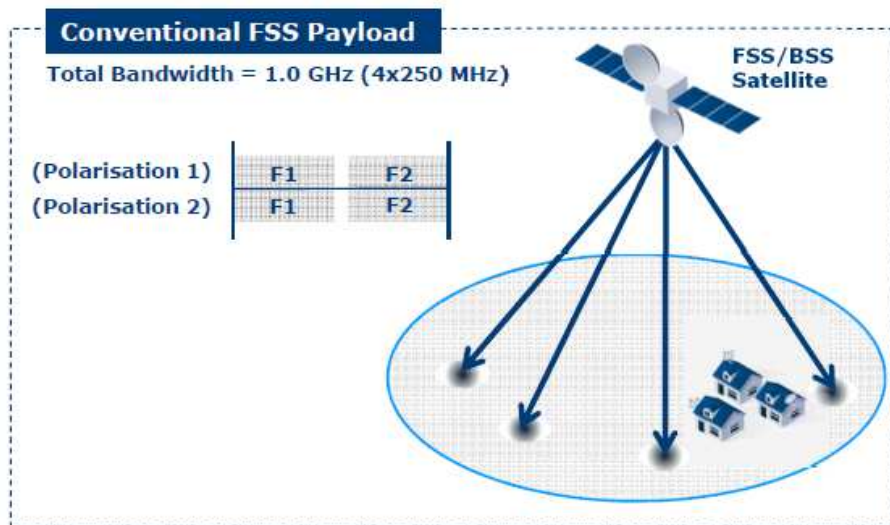 Conventional FSS Payload
Total Bandwidth = 1.0 GHz (4x250 MHz)
FSS/BSS
Satellite
(Polarisation 1) F1 F2
(Polarisation 2) F1 F2